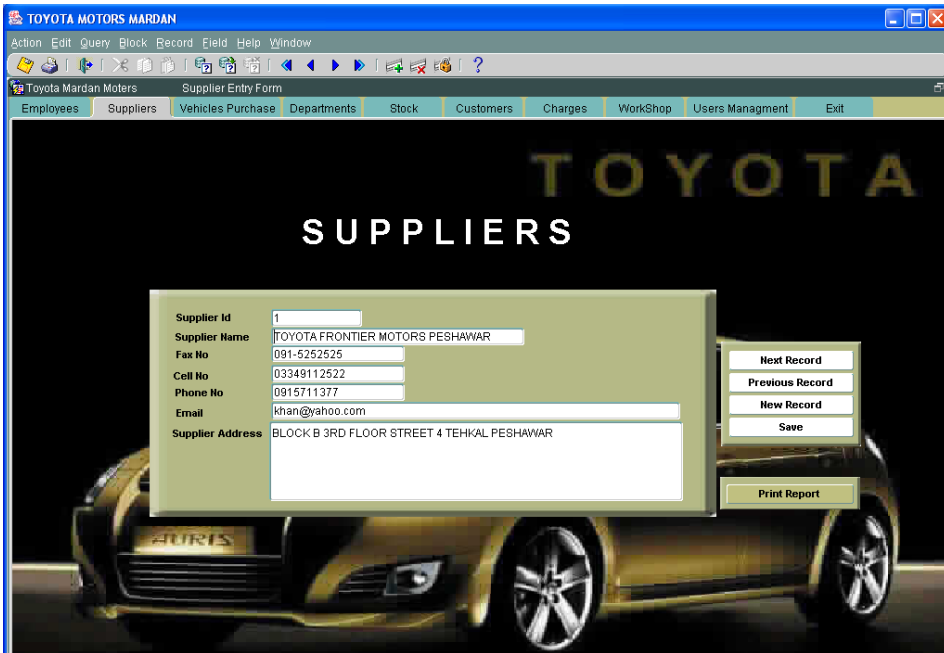 TOYOTA MOTORS MARDAN
Action Edit Query Block Record Field Help Window
Toyota Mardan Moters Supplier Entry Form
Employees Suppliers Vehicles Purchase Departments Stock Customers Charges WorkShop Users Managment Exit
TOYOTA
SUPPLIERS
Supplier Id 1
Supplier Name TOYOTA FRONTIER MOTORS PESHAWAR
Fax No 091-5252525
Cell No 03349112522
Phone No 0915711377
Email khan@yahoo.com
Supplier Address BLOCK B 3RD FLOOR STREET 4 TEHKAL PESHAWAR
Next Record
Previous Record
New Record
Save
Print Report
AURIS